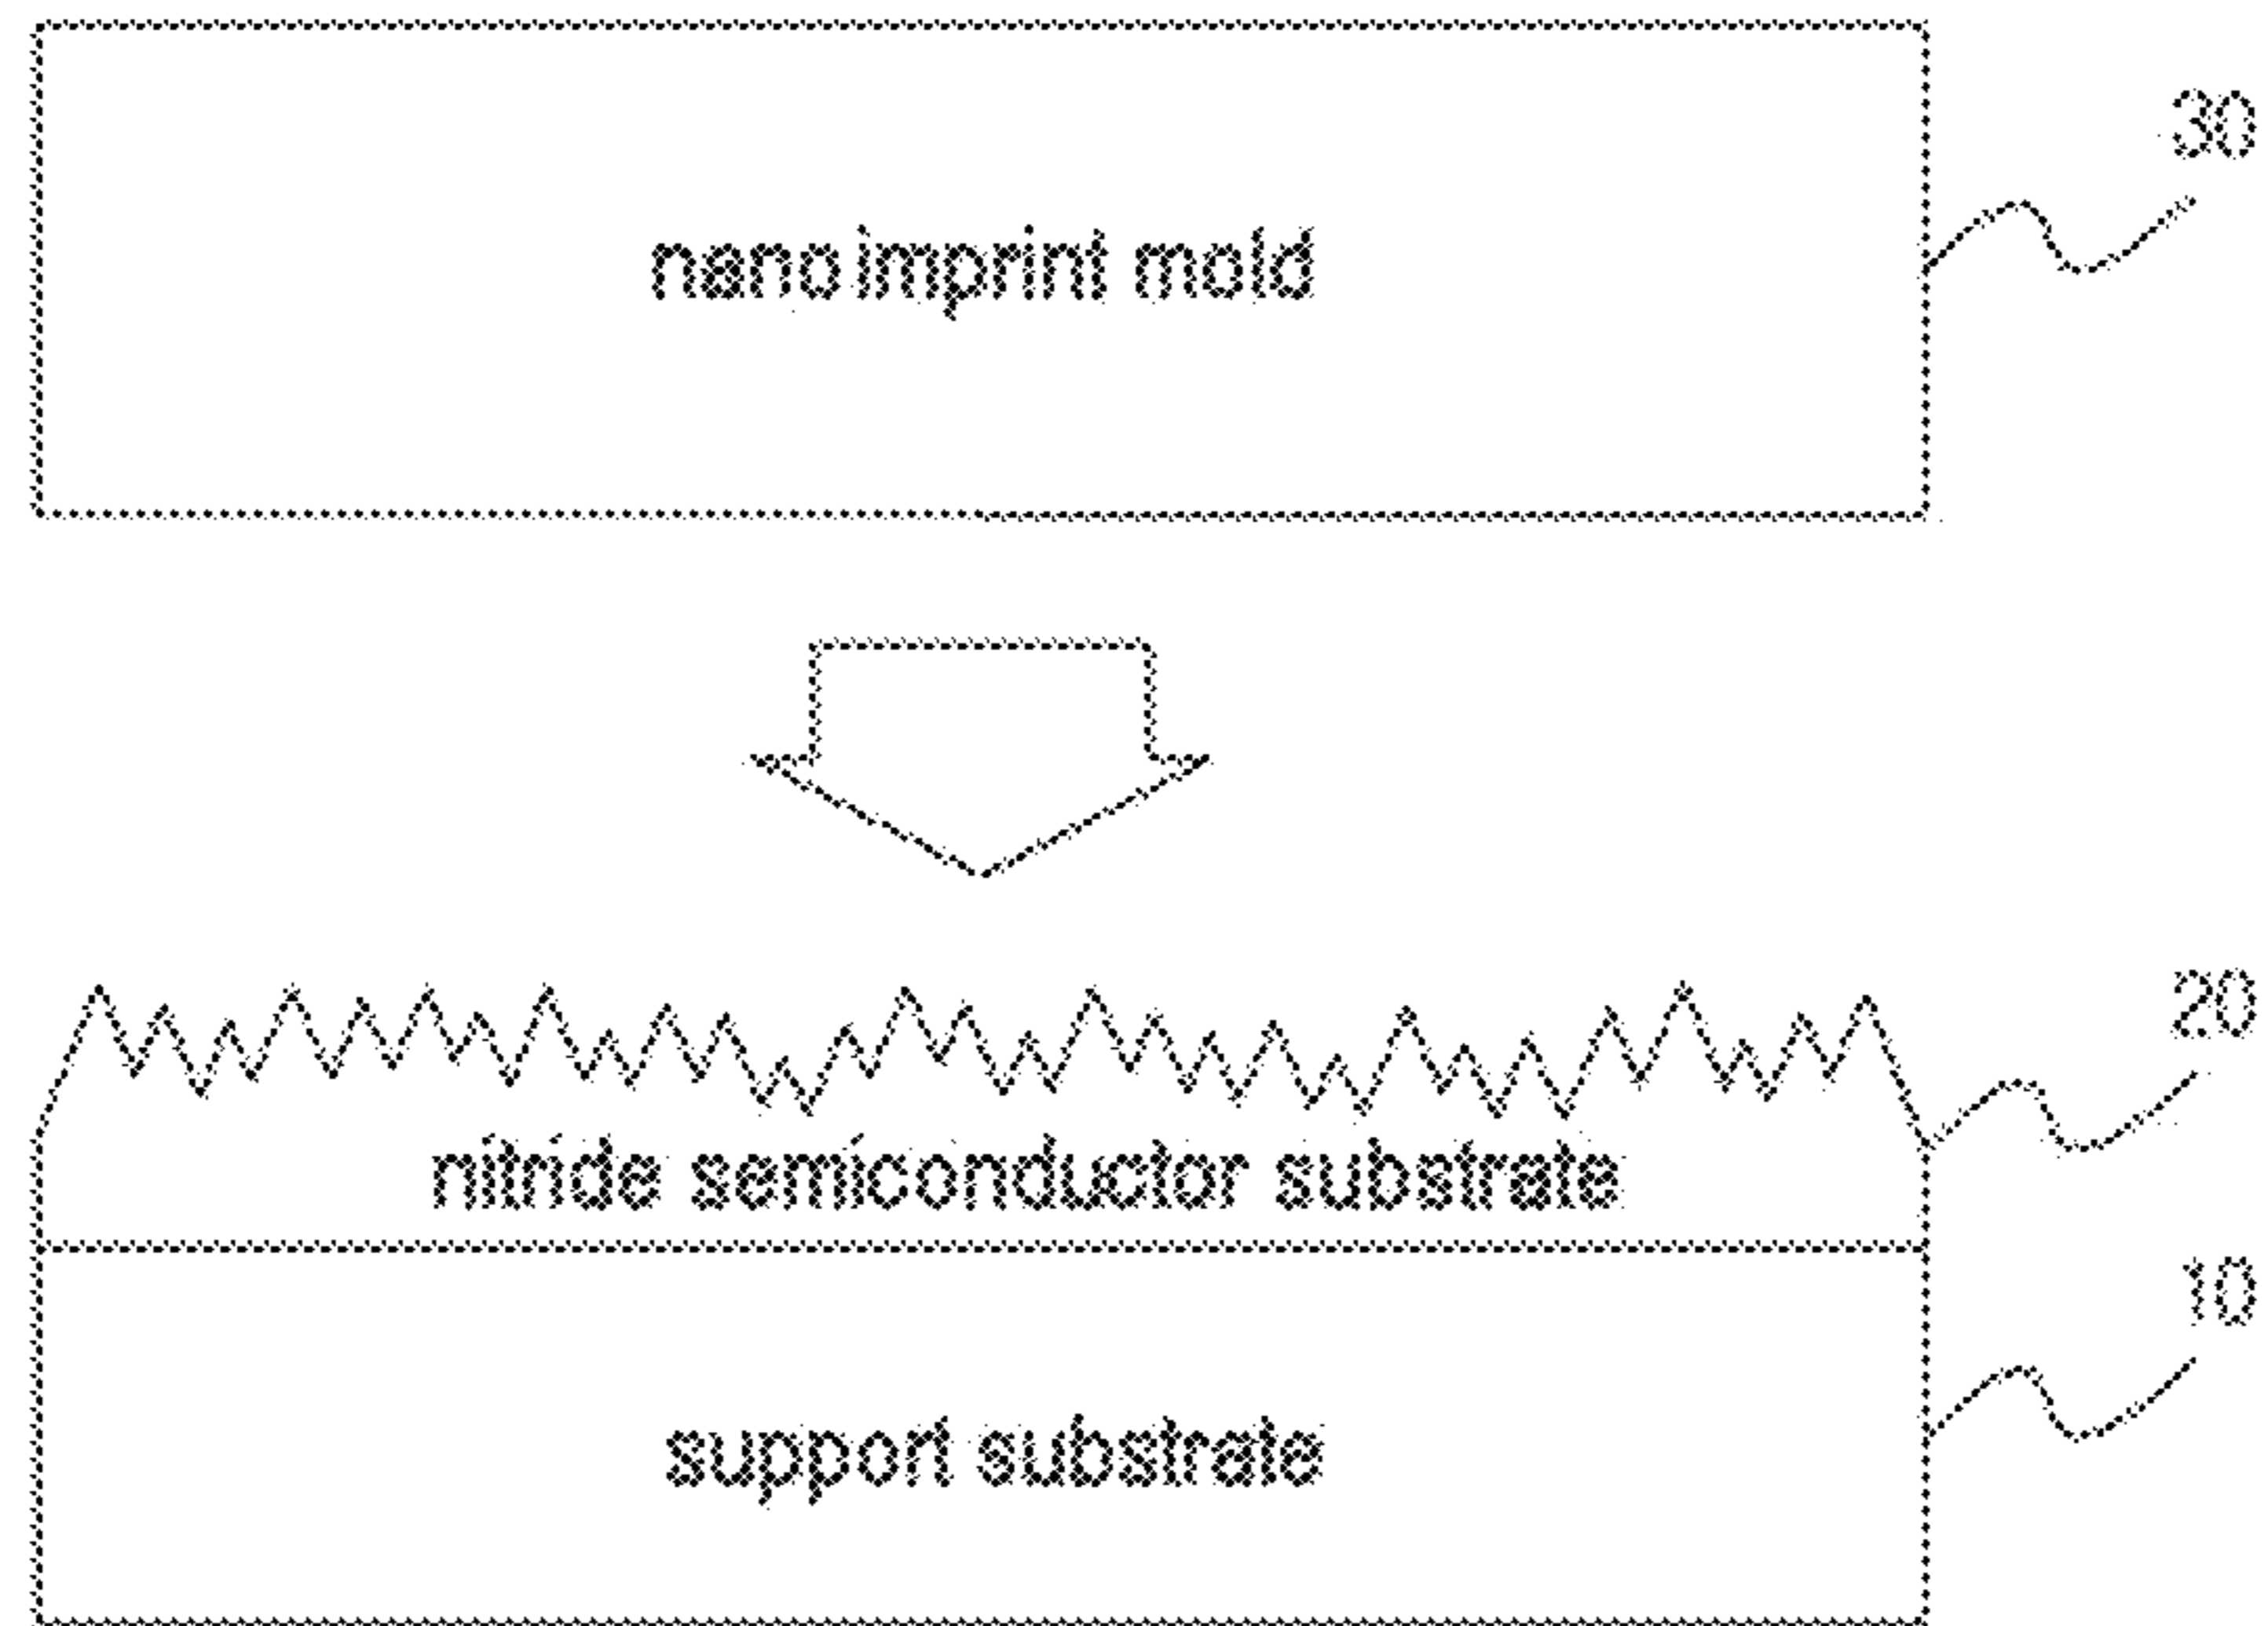 30
nano imprint mold
20
nitride semiconductor substrate
10
support substrate